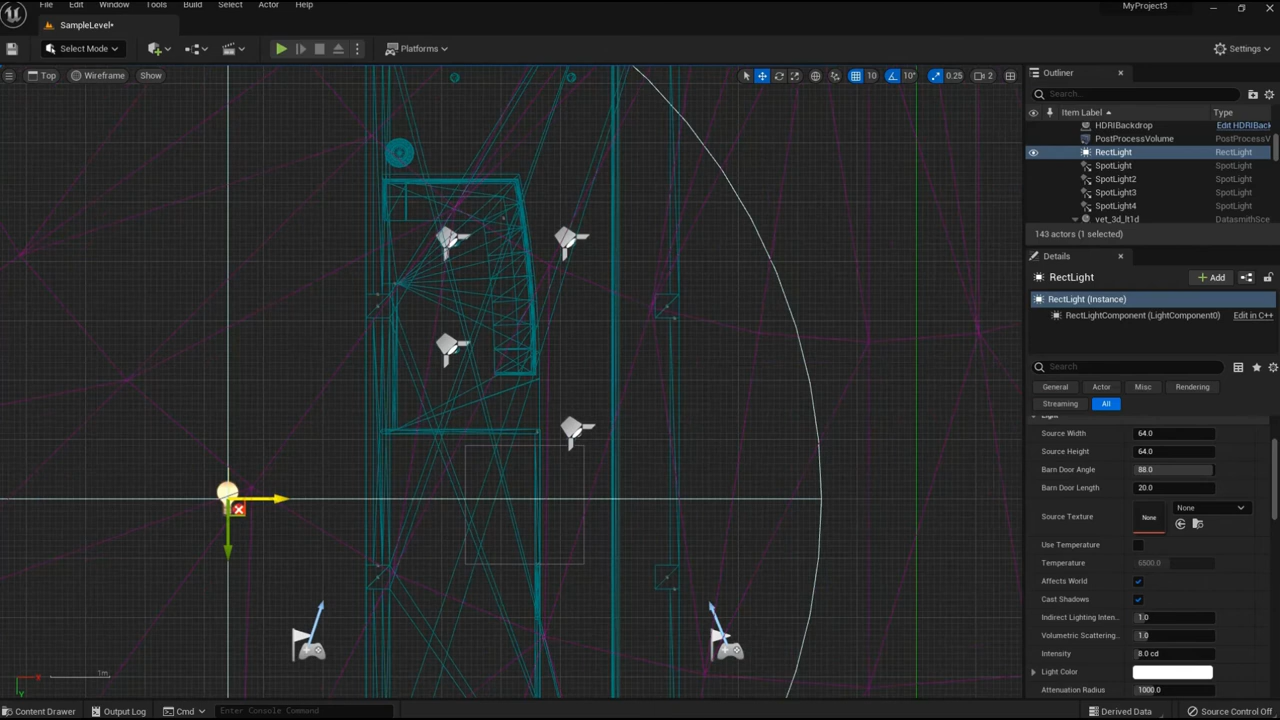 File Edit Window Tools Build Select Actor Help
MyProject3
SampleLevel•
Select Mode
Platforms
Settings
Top Wireframe Show
10 10° 0.25 2
Outliner
Search...
Item Label Type
HDRIBackdrop Edit HDRIBack
PostProcessVolume PostProcessV
RectLight RectLight
SpotLight SpotLight
SpotLight2 SpotLight
SpotLight3 SpotLight
SpotLight4 SpotLight
vet_3d_lt1d DatasmithSce
143 actors (1 selected)
Details
RectLight
Add
RectLight (Instance)
RectLightComponent (LightComponent0) Edit in C++
Search
General Actor Misc Rendering
Streaming All
Light
Source Width 64.0
Source Height 64.0
Barn Door Angle 88.0
Barn Door Length 20.0
Source Texture None None
Use Temperature
Temperature 6500.0
Affects World
Cast Shadows
Indirect Lighting Inten... 1.0
Volumetric Scattering... 1.0
Intensity 8.0 cd
Light Color
Attenuation Radius 1000.0
1m
X
Y
Content Drawer Output Log Cmd Enter Console Command
Derived Data Source Control Off